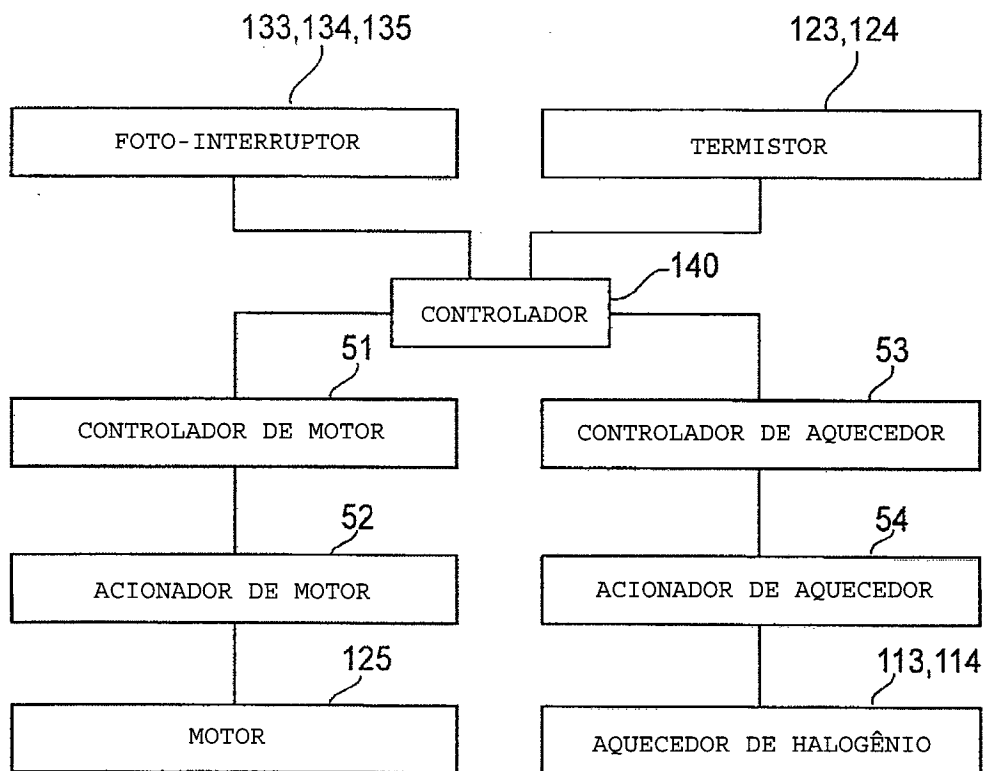 133,134,135
123,124
FOTO-INTERRUPTOR
TERMISTOR
140
CONTROLADOR
51
53
CONTROLADOR DE MOTOR
CONTROLADOR DE AQUECEDOR
52
54
ACIONADOR DE MOTOR
ACIONADOR DE AQUECEDOR
125
113,114
MOTOR
AQUECEDOR DE HALOGÊNIO